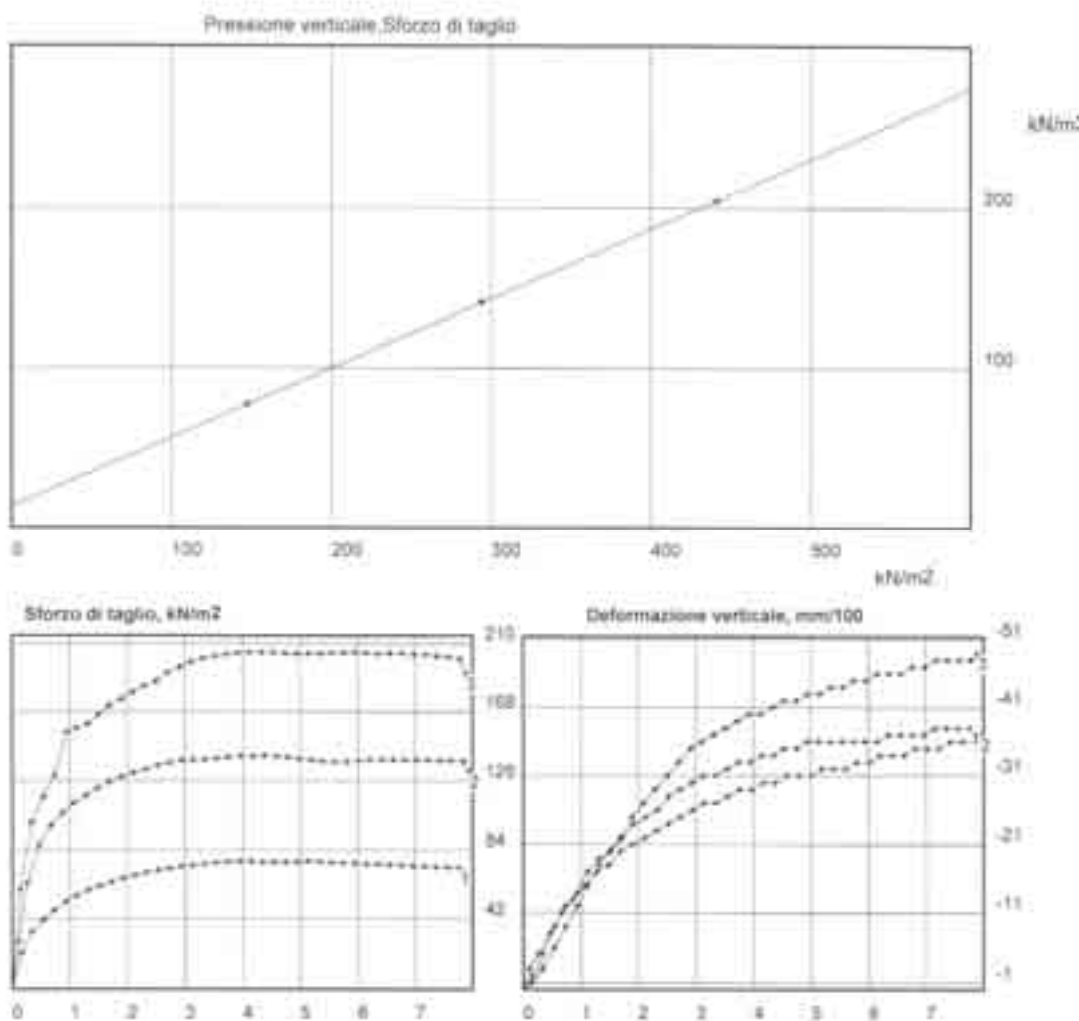 Pressione verticale,Sforzo di taglio
kN/m2
200
100
0 100 200 300 400 500
kN/m2
Sforzo di taglio, kN/m2
210
168
126
84
42
0 1 2 3 4 5 6 7
Deformazione verticale, mm/100
-51
-41
-31
-21
-11
-1
0 1 2 3 4 5 6 7